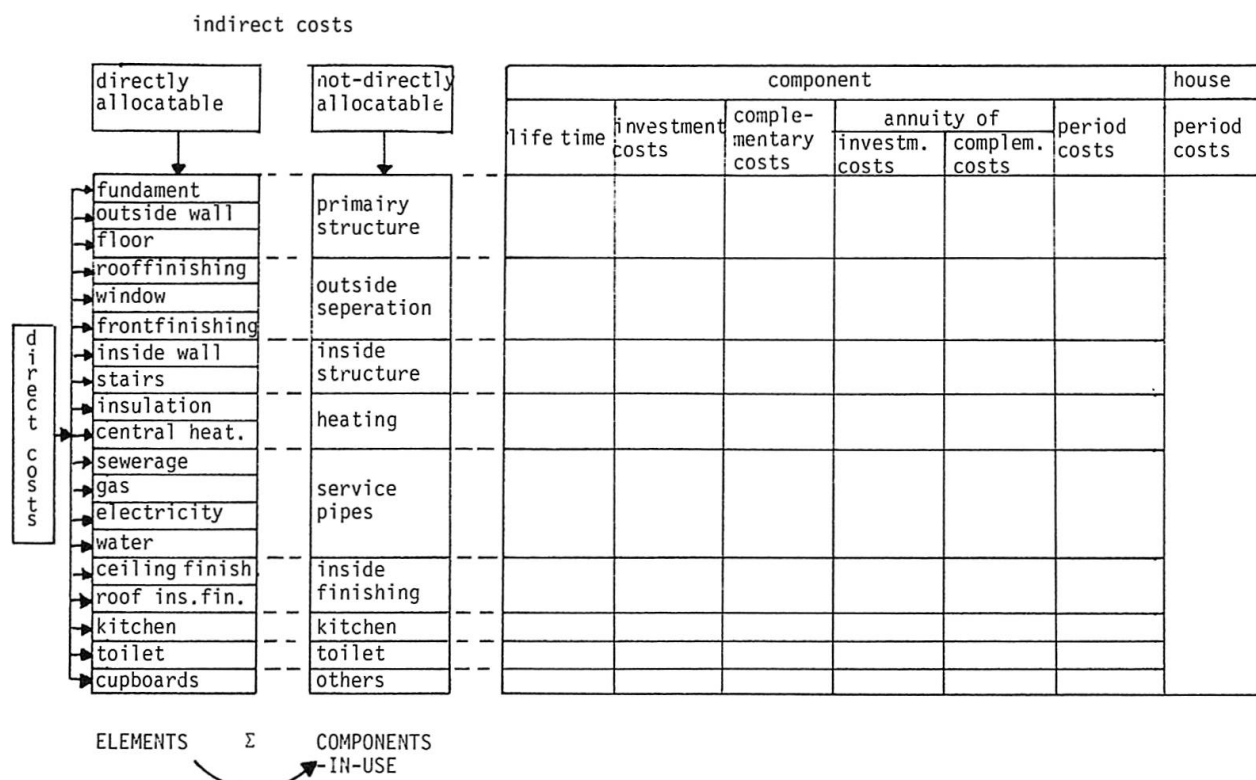 indirect costs
directly
allocatable
not-directly
allocatable
component
house
life time
investment
costs
comple-
mentary
costs
annuity of
investm.
costs
complem.
costs
period
costs
period
costs
direct costs
fundament
outside wall
floor
rooffinishing
window
frontfinishing
inside wall
stairs
insulation
central heat.
sewerage
gas
electricity
water
ceiling finish
roof ins.fin.
kitchen
toilet
cupboards
primairy
structure
outside
seperation
inside
structure
heating
service
pipes
inside
finishing
kitchen
toilet
others
ELEMENTS Σ COMPONENTS
-IN-USE